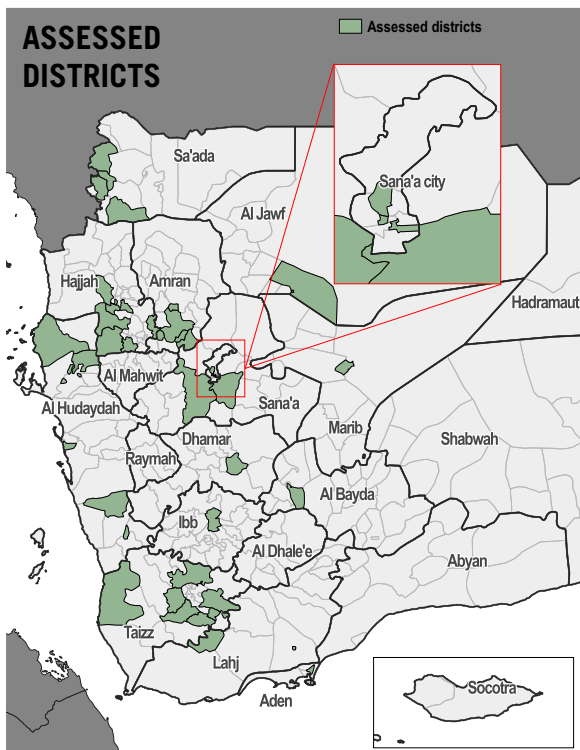 ASSESSED
DISTRICTS
Assessed districts
Sa'ada
Sana'a city
Al Jawf
Hajjah
Amran
Hadramaut
Al Mahwit
Al Hudaydah
Sana'a
Marib
Shabwah
Dhamar
Raymah
Al Bayda
Ibb
Al Dhale'e
Abyan
Taizz
Lahj
Aden
Socotra